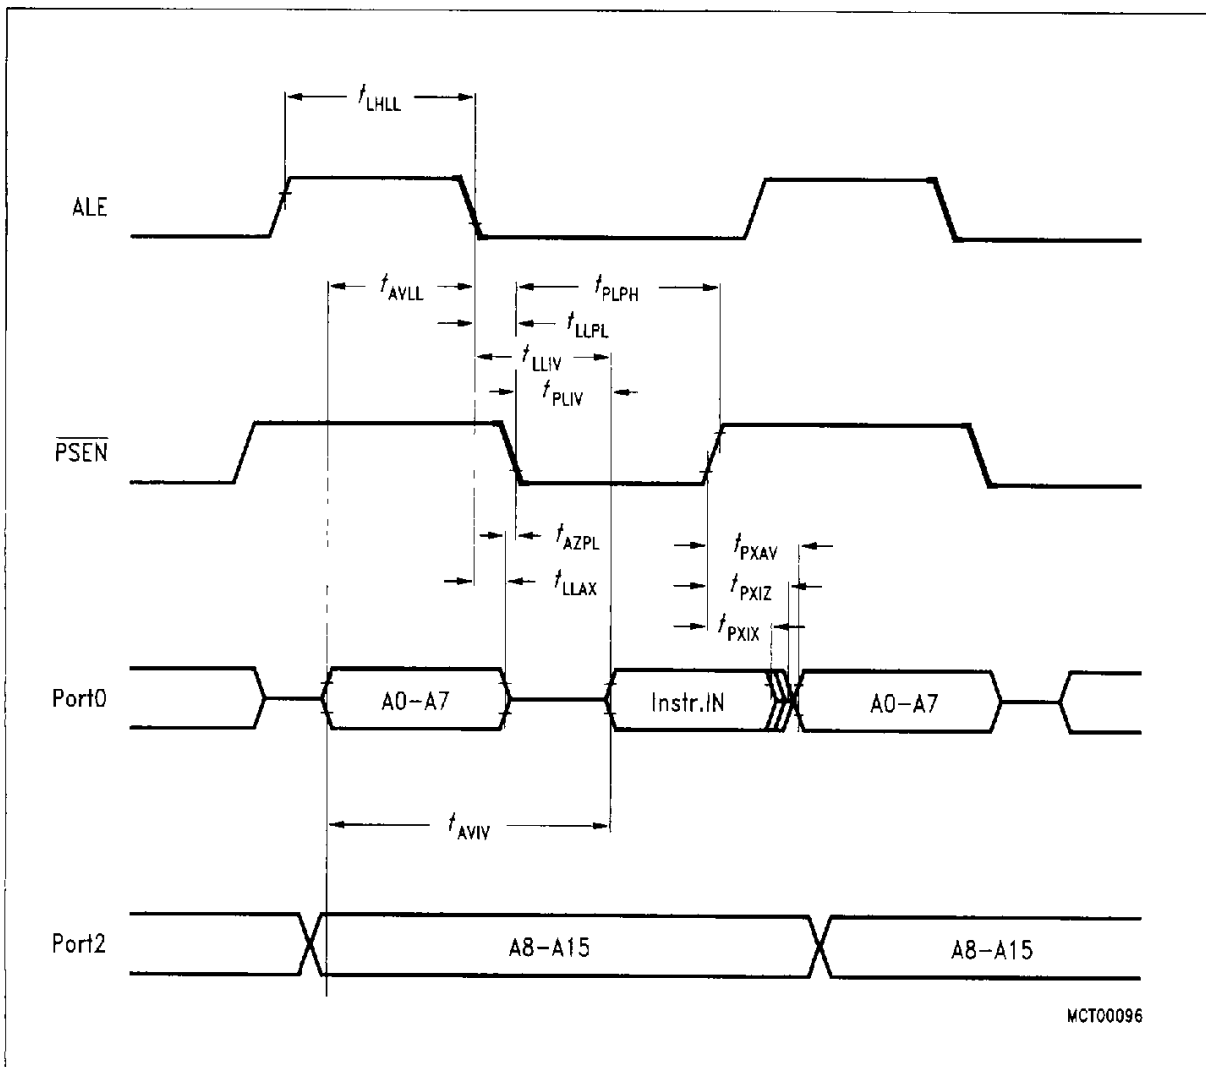 tLHLL
ALE
tAVLL
tPLPH
tLLPL
tLLIV
tPLIV
PSEN
tAZPL
tPXAV
tLLAX
tPXIZ
tPXIX
Port0
A0-A7
Instr.IN
A0-A7
tAVIV
Port2
A8-A15
A8-A15
MCT00096